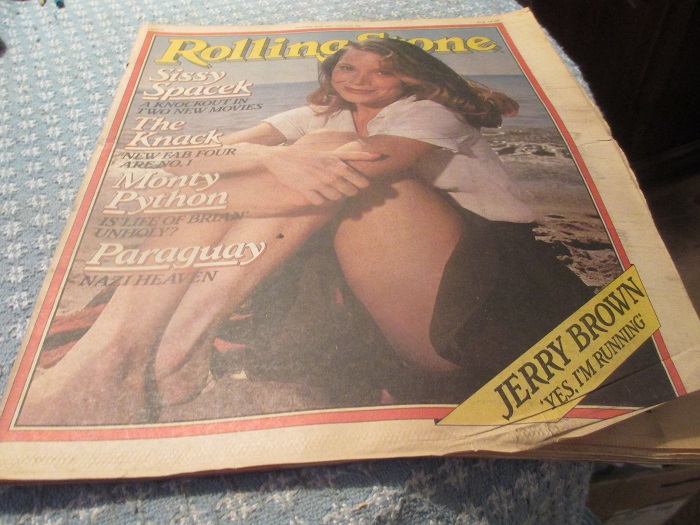 Rolling Stone
Sissy
Spacek
A KNOCKOUT IN
TWO NEW MOVIES
The
Knack
NEW FAB FOUR
ARE NO. 1
Monty
Python
IS 'LIFE OF BRIAN'
UNHOLY?
Paraguay
NAZI HEAVEN
JERRY BROWN
'YES, I'M RUNNING'